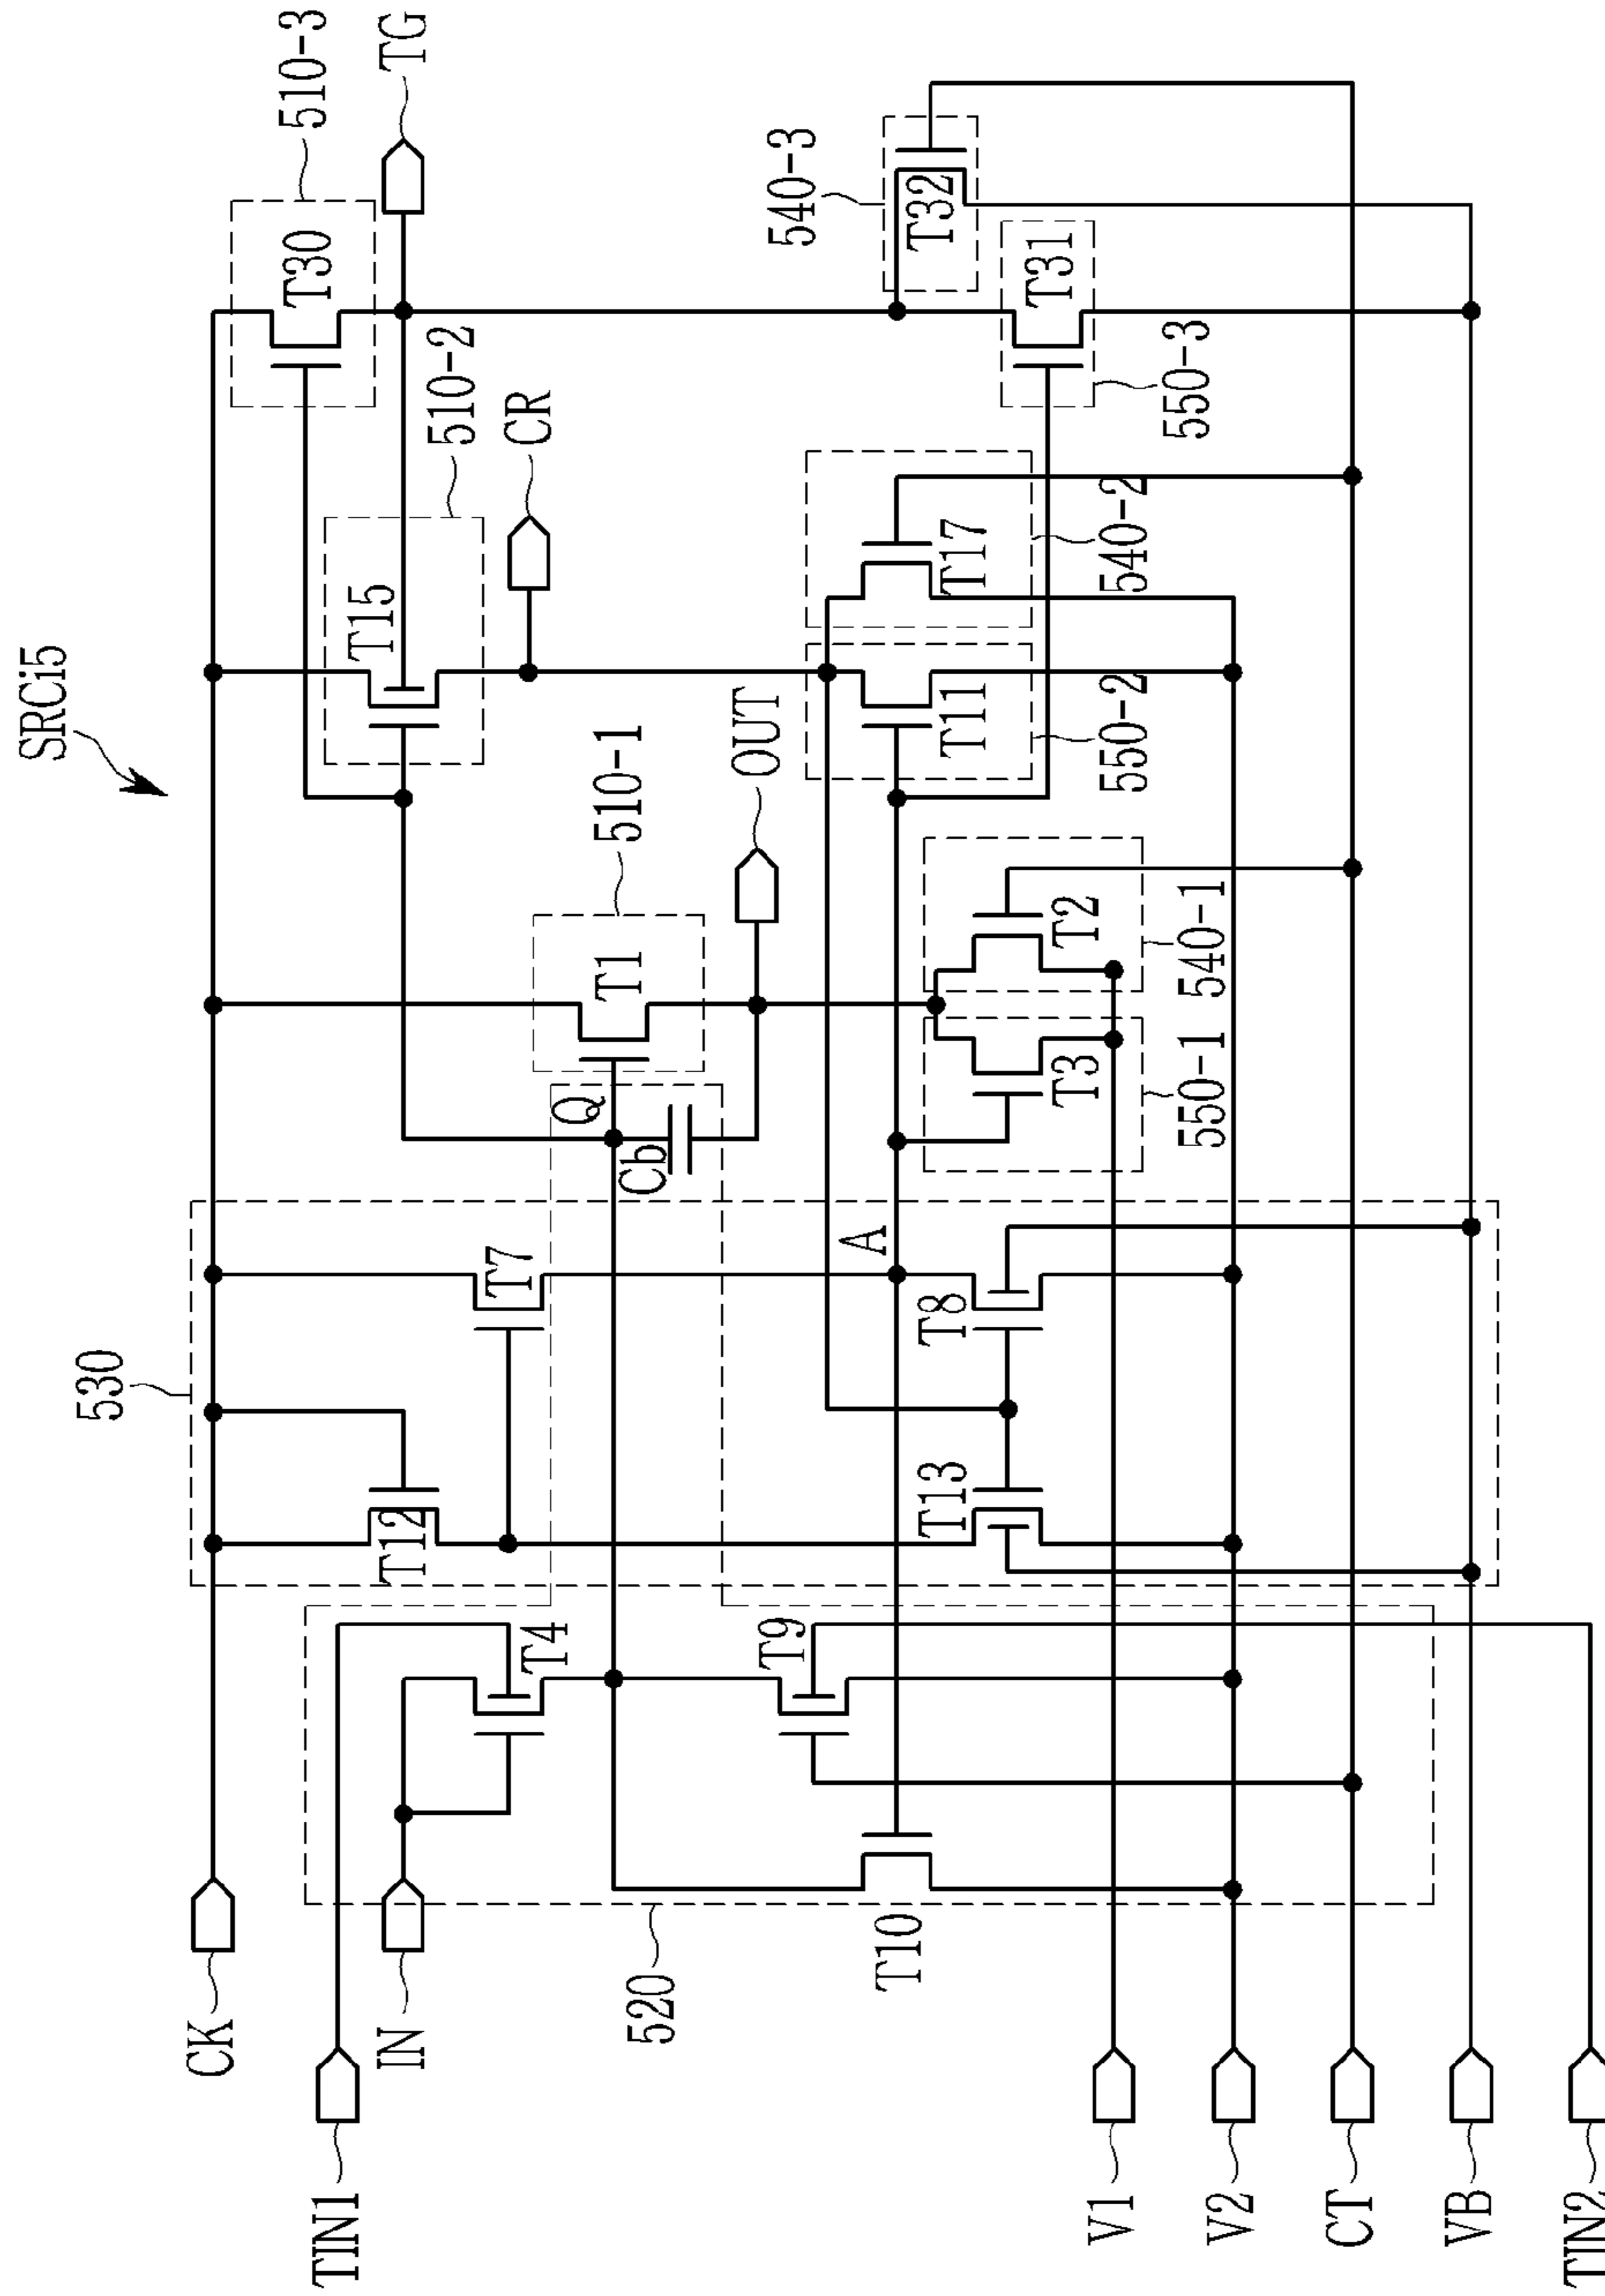 SRCi5
510-3
TG
T30
540-3
T32
T31
550-3
510-2
CR
T15
T17
540-2
T11
550-2
OUT
510-1
T1
T2
540-1
T3
550-1
Q
Cb
A
530
T7
T8
T12
T13
T4
T9
T10
520
CK
IN
TIN1
V1
V2
CT
VB
TIN2